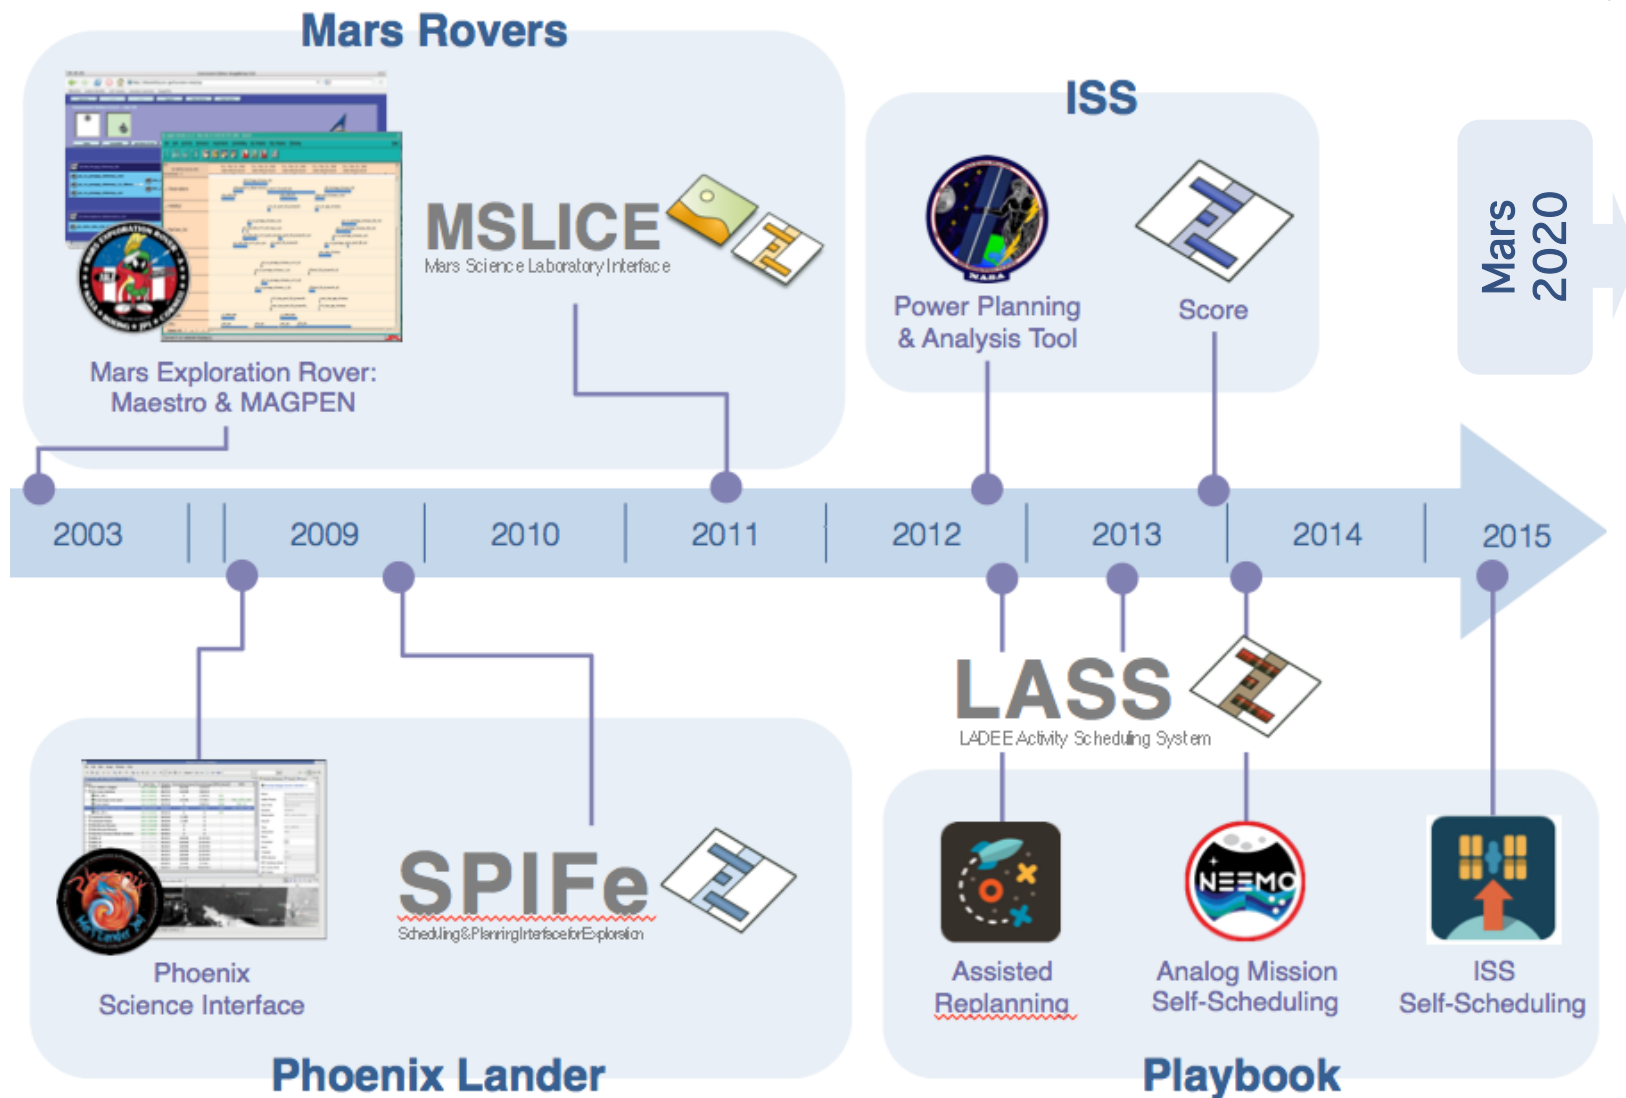 Mars Rovers
MSLICE
Mars Science Laboratory Interface
Mars Exploration Rover:
Maestro & MAGPEN
ISS
NASA
Power Planning
& Analysis Tool
Score
Mars
2020
2003
2009
2010
2011
2012
2013
2014
2015
LASS
LADEE Activity Scheduling System
Phoenix
Science Interface
SPIFe
Scheduling & Planning Interface for Exploration
Phoenix Lander
Assisted
Replanning
NEEMO
Analog Mission
Self-Scheduling
ISS
Self-Scheduling
Playbook